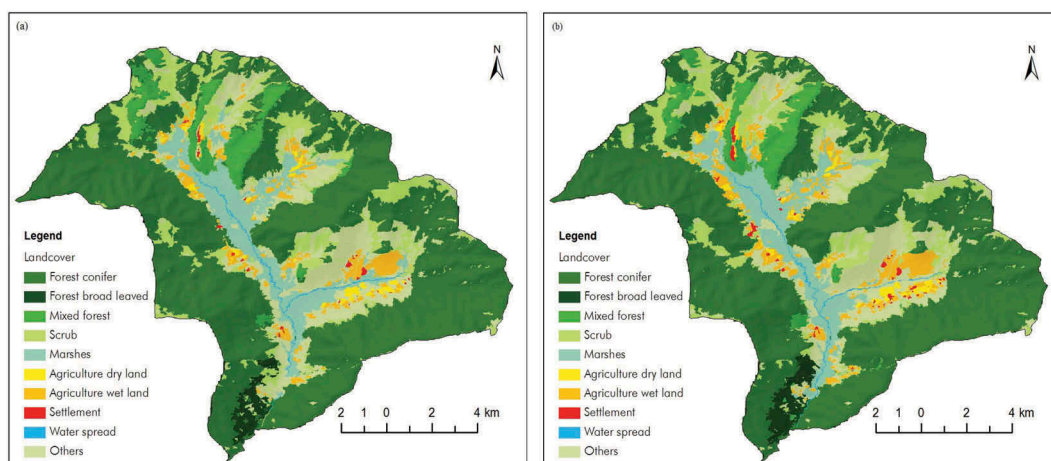 (a)
N
Legend
Landcover
Forest conifer
Forest broad leaved
Mixed forest
Scrub
Marshes
Agriculture dry land
Agriculture wet land
Settlement
Water spread
Others
2 1 0 2 4 km
(b)
N
Legend
Landcover
Forest conifer
Forest broad leaved
Mixed forest
Scrub
Marshes
Agriculture dry land
Agriculture wet land
Settlement
Water spread
Others
2 1 0 2 4 km